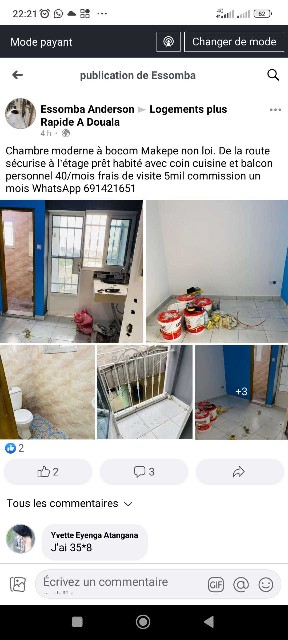 22:21
4G
62
Mode payant
Changer de mode
publication de Essomba
Essomba Anderson ▶ Logements plus
Rapide A Douala
4 h ·
Chambre moderne à bocom Makepe non loi. De la route
sécurise à l'étage prêt habité avec coin cuisine et balcon
personnel 40/mois frais de visite 5mil commission un
mois WhatsApp 691421651
+3
2
2
3
Tous les commentaires
Yvette Eyenga Atangana
J'ai 35*8
Écrivez un commentaire
GIF